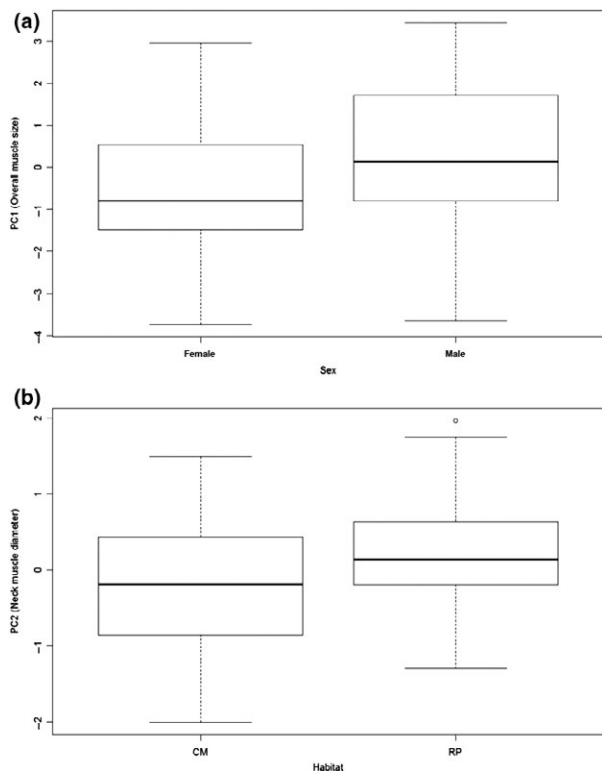 (a)
PC1 (Overall muscle size)
3
2
1
0
−1
−2
−3
−4
Female Male
Sex
(b)
PC2 (Neck muscle diameter)
2
1
0
−1
−2
CM RP
Habitat